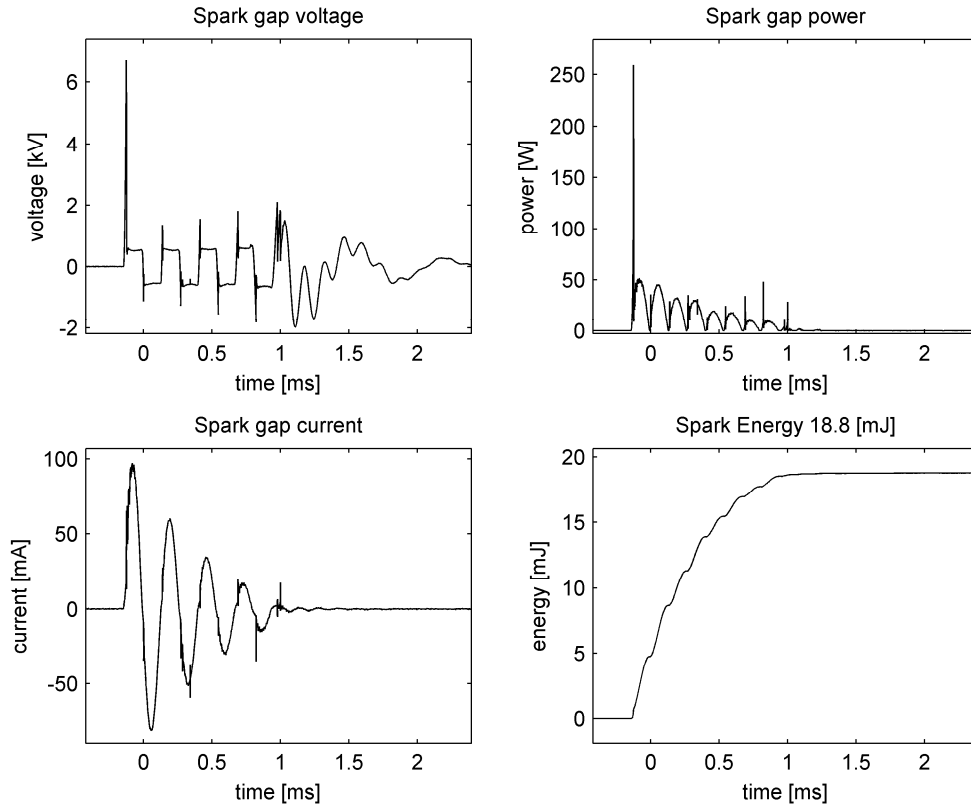 Spark gap voltage
voltage [kV]
6
4
2
0
-2
0 0.5 1 1.5 2
time [ms]
Spark gap power
power [W]
250
200
150
100
50
0
0 0.5 1 1.5 2
time [ms]
Spark gap current
current [mA]
100
50
0
-50
0 0.5 1 1.5 2
time [ms]
Spark Energy 18.8 [mJ]
energy [mJ]
20
15
10
5
0
0 0.5 1 1.5 2
time [ms]